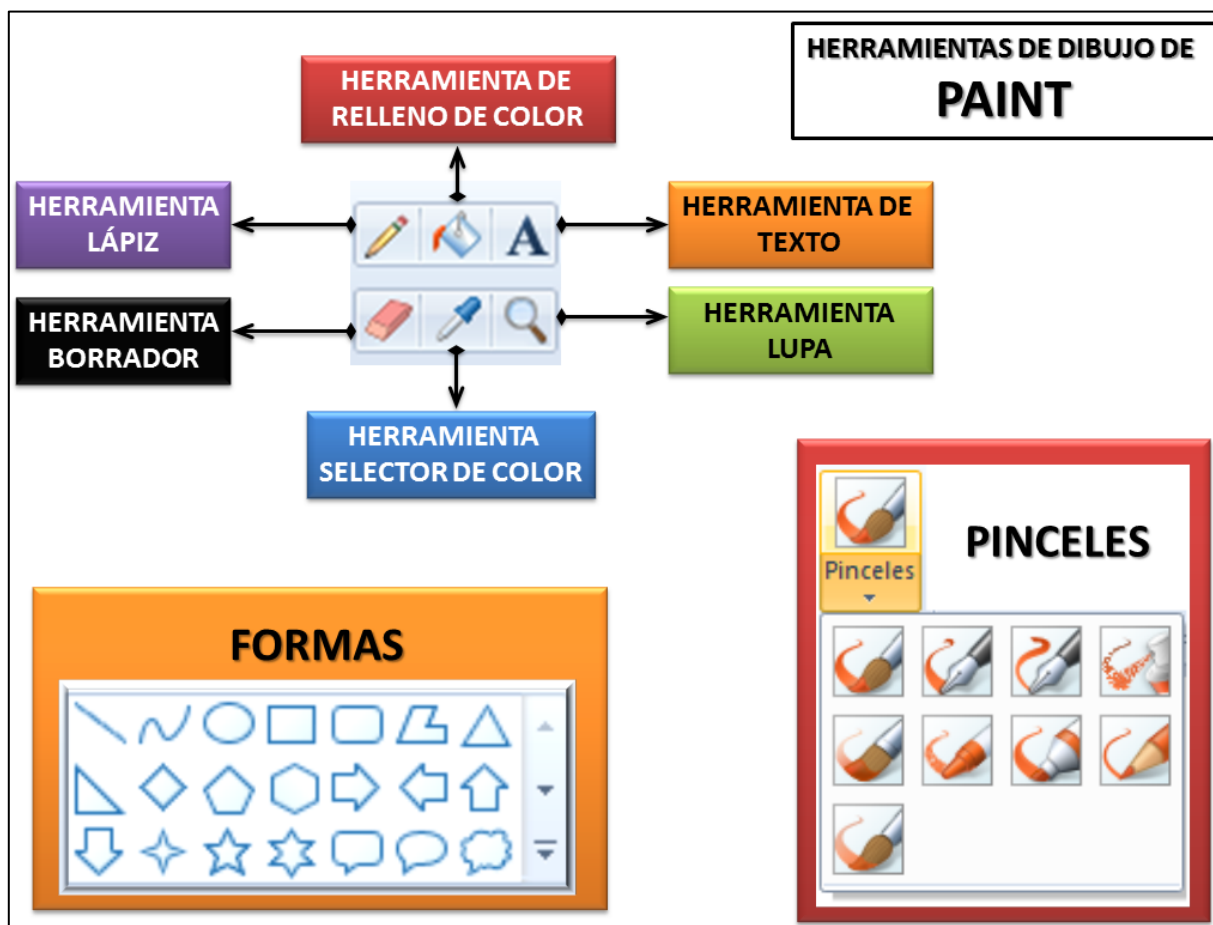 HERRAMIENTAS DE DIBUJO DE
PAINT
HERRAMIENTA DE
RELLENO DE COLOR
HERRAMIENTA
LÁPIZ
HERRAMIENTA DE
TEXTO
A
HERRAMIENTA
BORRADOR
HERRAMIENTA
LUPA
HERRAMIENTA
SELECTOR DE COLOR
PINCELES
Pinceles
FORMAS